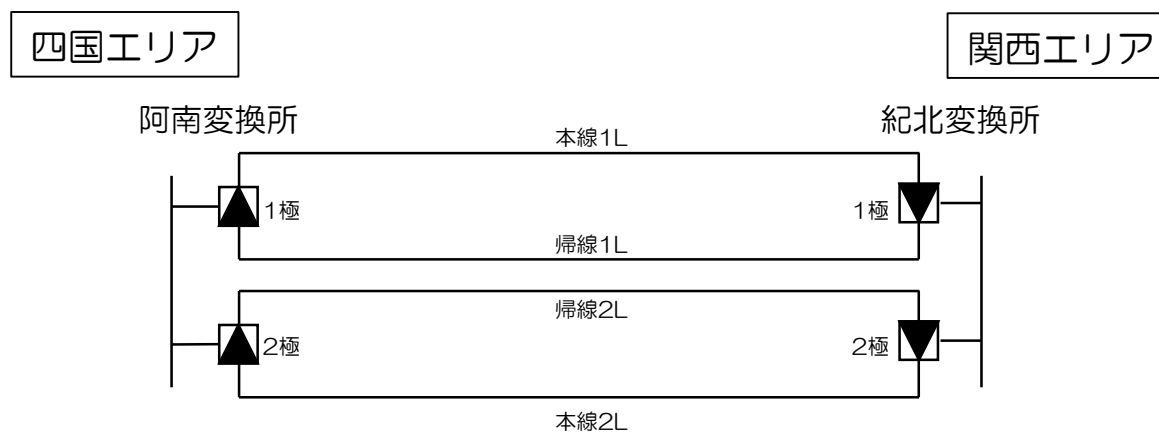 四国エリア
関西エリア
阿南変換所
紀北変換所
本線1L
1極
1極
帰線1L
帰線2L
2極
2極
本線2L